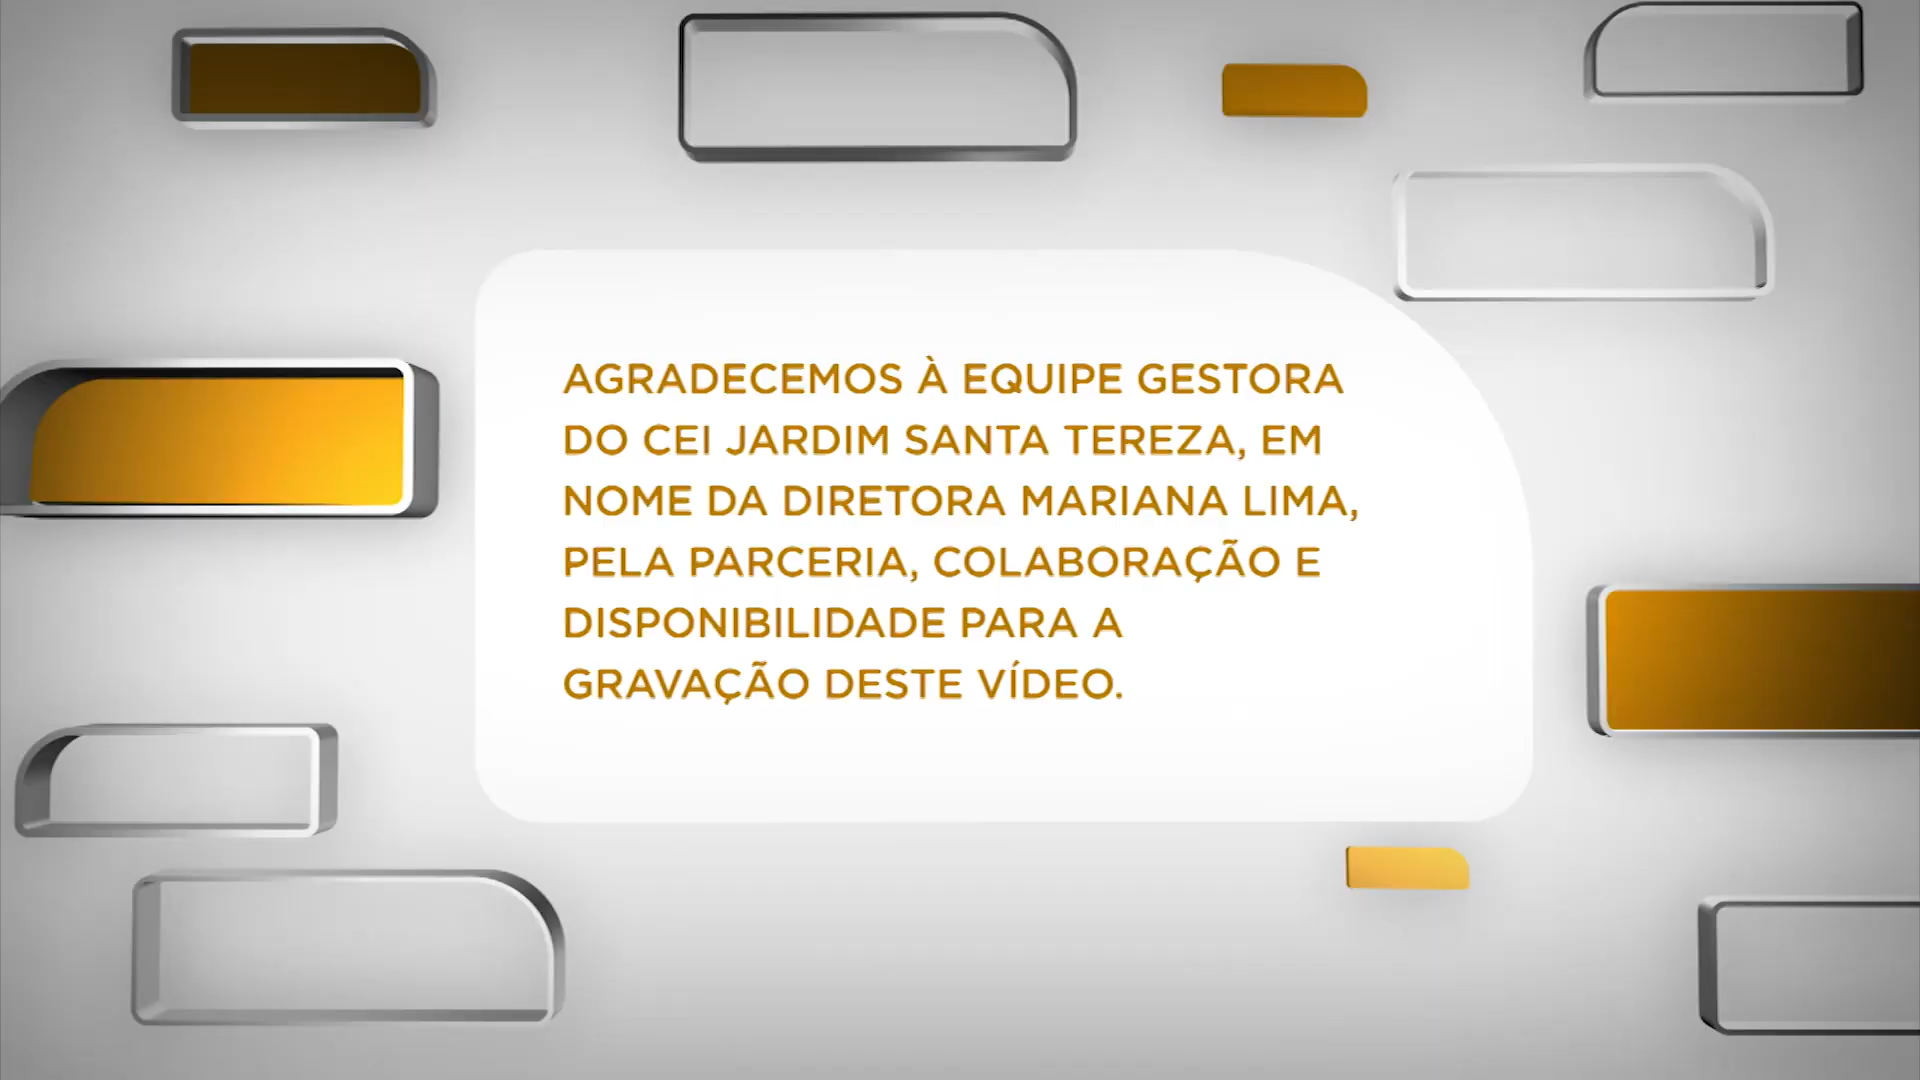 AGRADECEMOS À EQUIPE GESTORA
DO CEI JARDIM SANTA TEREZA, EM
NOME DA DIRETORA MARIANA LIMA,
PELA PARCERIA, COLABORAÇÃO E
DISPONIBILIDADE PARA A
GRAVAÇÃO DESTE VÍDEO.